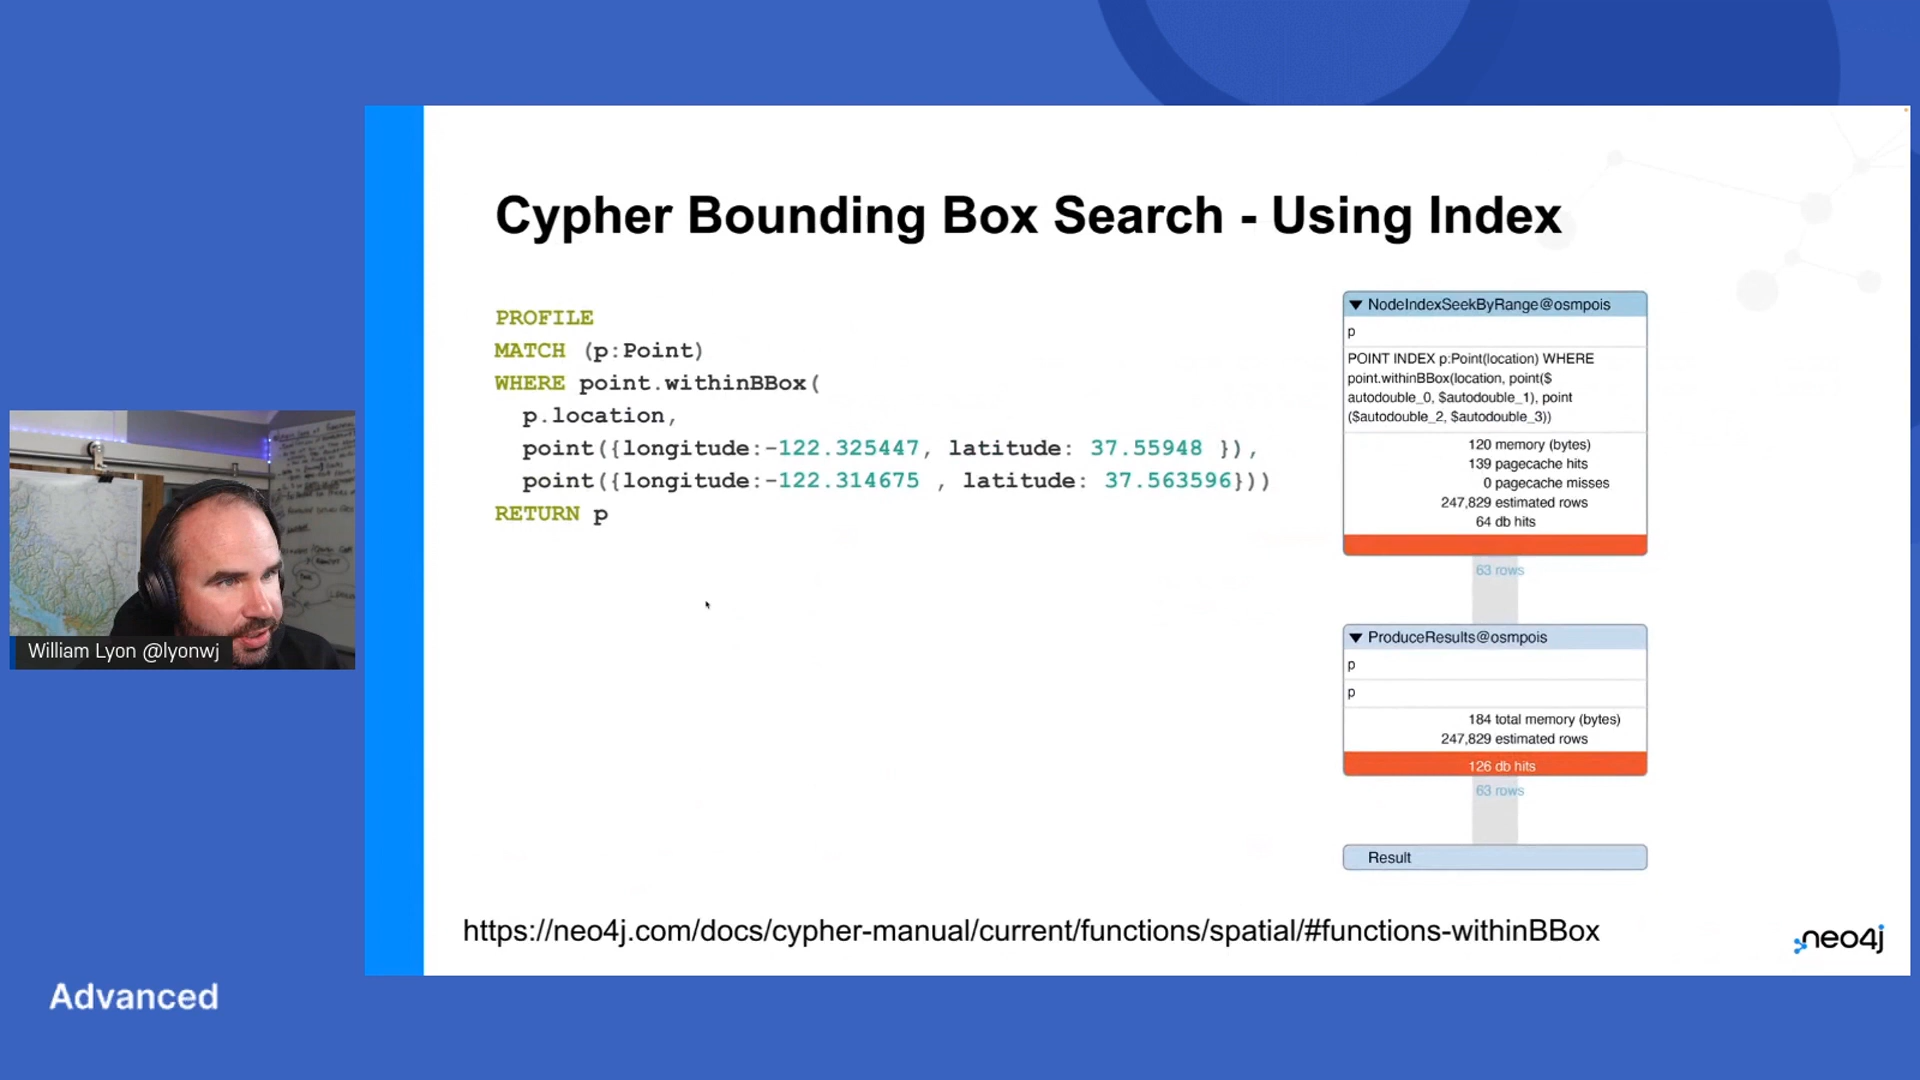 Cypher Bounding Box Search - Using Index
PROFILE
MATCH (p:Point)
WHERE point.withinBBox(
p.location,
point({longitude:-122.325447, latitude: 37.55948 }),
point({longitude:-122.314675 , latitude: 37.563596}))
RETURN p
NodeIndexSeekByRange@osmpois
p
POINT INDEX p:Point(location) WHERE
point.withinBBox(location, point($
autodouble_0, $autodouble_1), point
($autodouble_2, $autodouble_3))
120 memory (bytes)
139 pagecache hits
0 pagecache misses
247,829 estimated rows
64 db hits
63 rows
ProduceResults@osmpois
p
p
184 total memory (bytes)
247,829 estimated rows
126 db hits
63 rows
Result
https://neo4j.com/docs/cypher-manual/current/functions/spatial/#functions-withinBBox
neo4j
William Lyon @lyonwj
Advanced